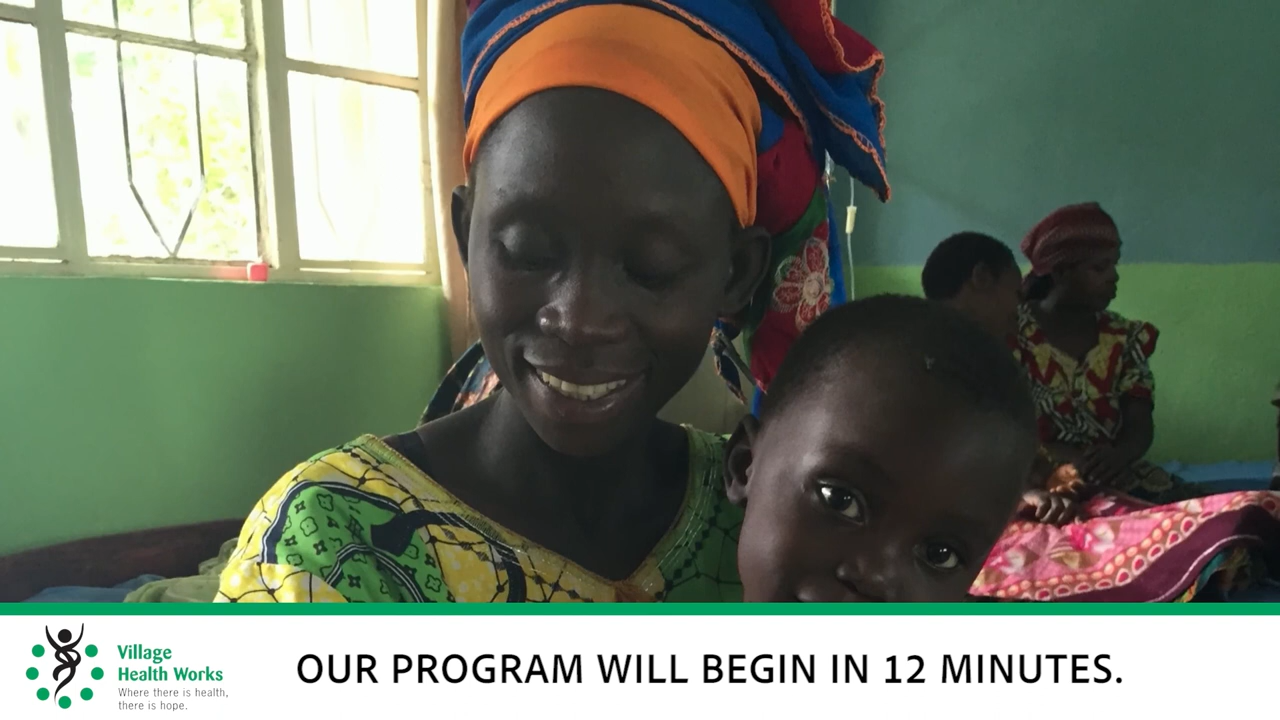 Village
Health Works
Where there is health,
there is hope.
OUR PROGRAM WILL BEGIN IN 12 MINUTES.